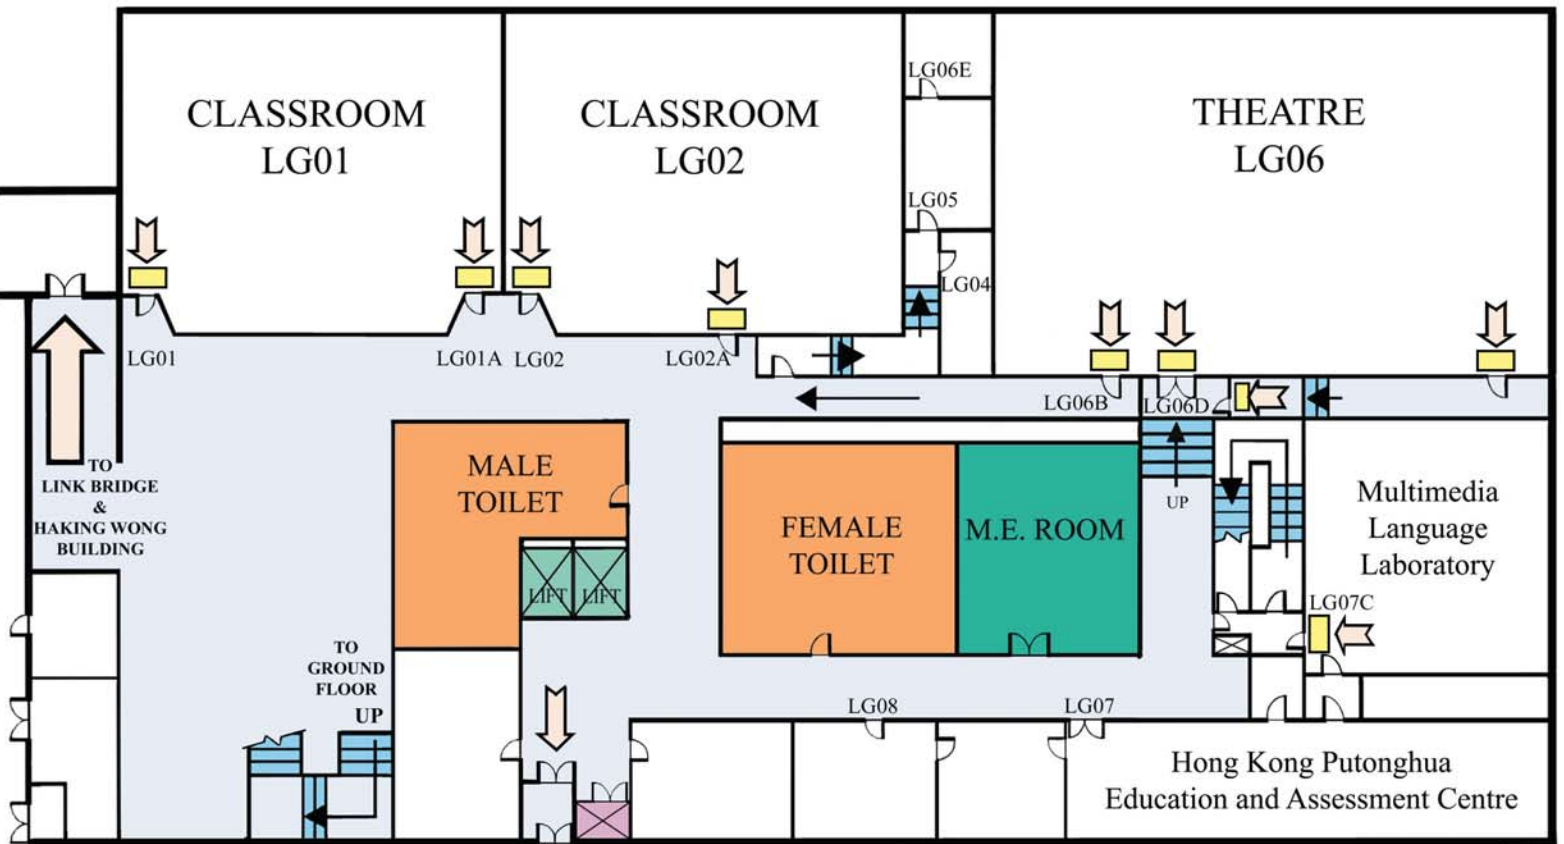 LG06E
CLASSROOM
LG01
CLASSROOM
LG02
THEATRE
LG06
LG05
LG04
LG01
LG01A
LG02
LG02A
LG06B
LG06D
MALE
TOILET
TO
LINK BRIDGE
&
HAKING WONG
BUILDING
UP
FEMALE
TOILET
M.E. ROOM
Multimedia
Language
Laboratory
LIFT
LIFT
LG07C
TO
GROUND
FLOOR
UP
LG08
LG07
Hong Kong Putonghua
Education and Assessment Centre